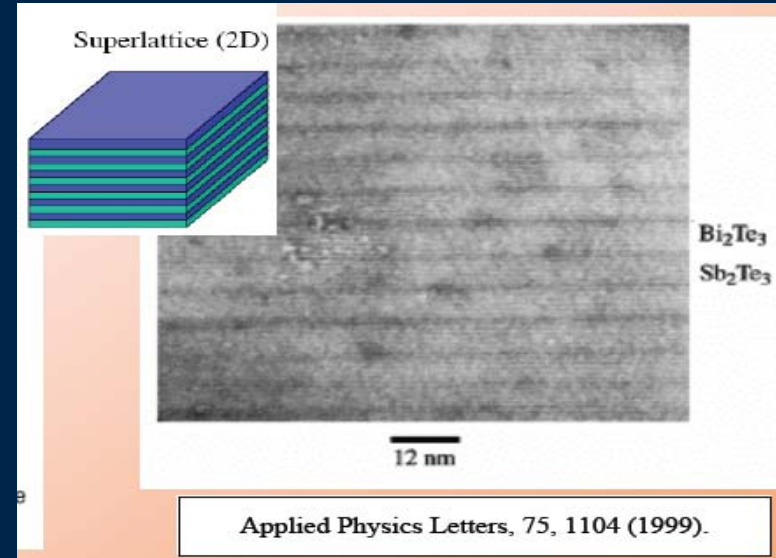 Superlattice (2D)
Bi₂Te₃
Sb₂Te₃
12 nm
e
Applied Physics Letters, 75, 1104 (1999).